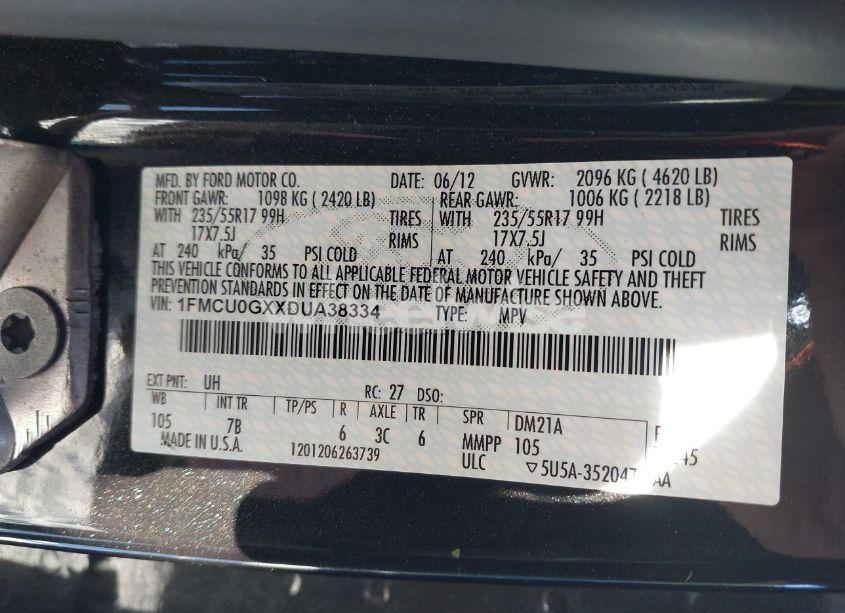 MFD. BY FORD MOTOR CO. DATE: 06/12 GVWR: 2096 KG ( 4620 LB)
FRONT GAWR: 1098 KG ( 2420 LB) REAR GAWR: 1006 KG ( 2218 LB)
WITH 235/55R17 99H TIRES WITH 235/55R17 99H TIRES
17X7.5J RIMS 17X7.5J RIMS
AT 240 kPa/ 35 PSI COLD AT 240 kPa/ 35 PSI COLD
THIS VEHICLE CONFORMS TO ALL APPLICABLE FEDERAL MOTOR VEHICLE SAFETY AND THEFT
PREVENTION STANDARDS IN EFFECT ON THE DATE OF MANUFACTURE SHOWN ABOVE.
VIN: 1FMCU0GXXDUA38334 TYPE: MPV
EXT PNT: UH RC: 27 DSO:
WB INT TR TP/PS R AXLE TR SPR DM21A
105 7B 6 3C 6 MMPP 105
MADE IN U.S.A. 1201206263739 ULC ▽5U5A-35204